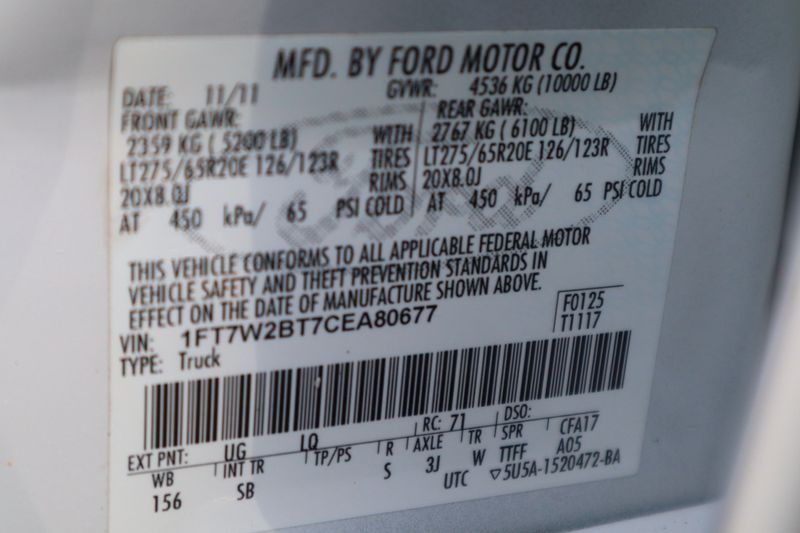 MFD. BY FORD MOTOR CO.
DATE: 11/11 GVWR: 4536 KG (10000 LB)
FRONT GAWR: REAR GAWR:
2359 KG ( 5200 LB) WITH 2767 KG ( 6100 LB) WITH
LT275/65R20E 126/123R TIRES LT275/65R20E 126/123R TIRES
20X8.0J RIMS 20X8.0J RIMS
AT 450 kPa/ 65 PSI COLD AT 450 kPa/ 65 PSI COLD
THIS VEHICLE CONFORMS TO ALL APPLICABLE FEDERAL MOTOR
VEHICLE SAFETY AND THEFT PREVENTION STANDARDS IN
EFFECT ON THE DATE OF MANUFACTURE SHOWN ABOVE.
VIN: 1FT7W2BT7CEA80677 F0125
TYPE: Truck T1117
EXT PNT: UG LQ RC: 71 DSO:
WB INT TR TP/PS R AXLE TR SPR CFA17
156 SB S 3J W TTFF A05
UTC ▽5U5A-1520472-BA